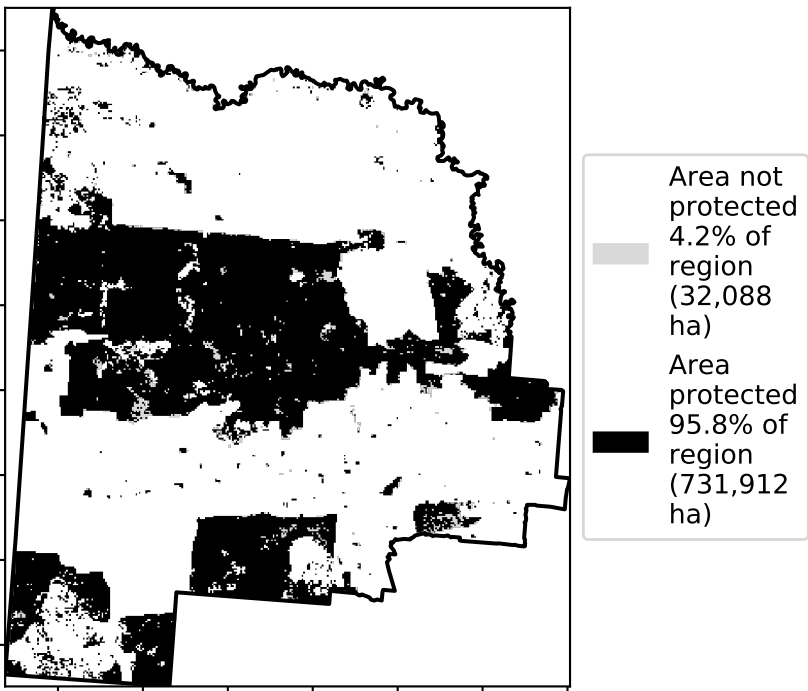 Area not
protected
4.2% of
region
(32,088
ha)
Area
protected
95.8% of
region
(731,912
ha)